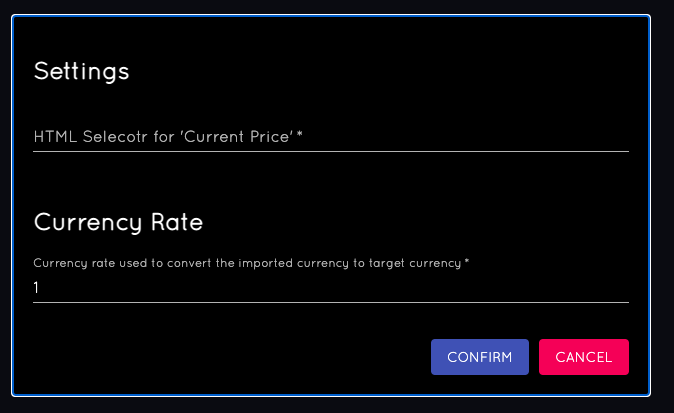 Settings
HTML Selecotr for 'Current Price' *
Currency Rate
Currency rate used to convert the imported currency to target currency *
1
CONFIRM
CANCEL